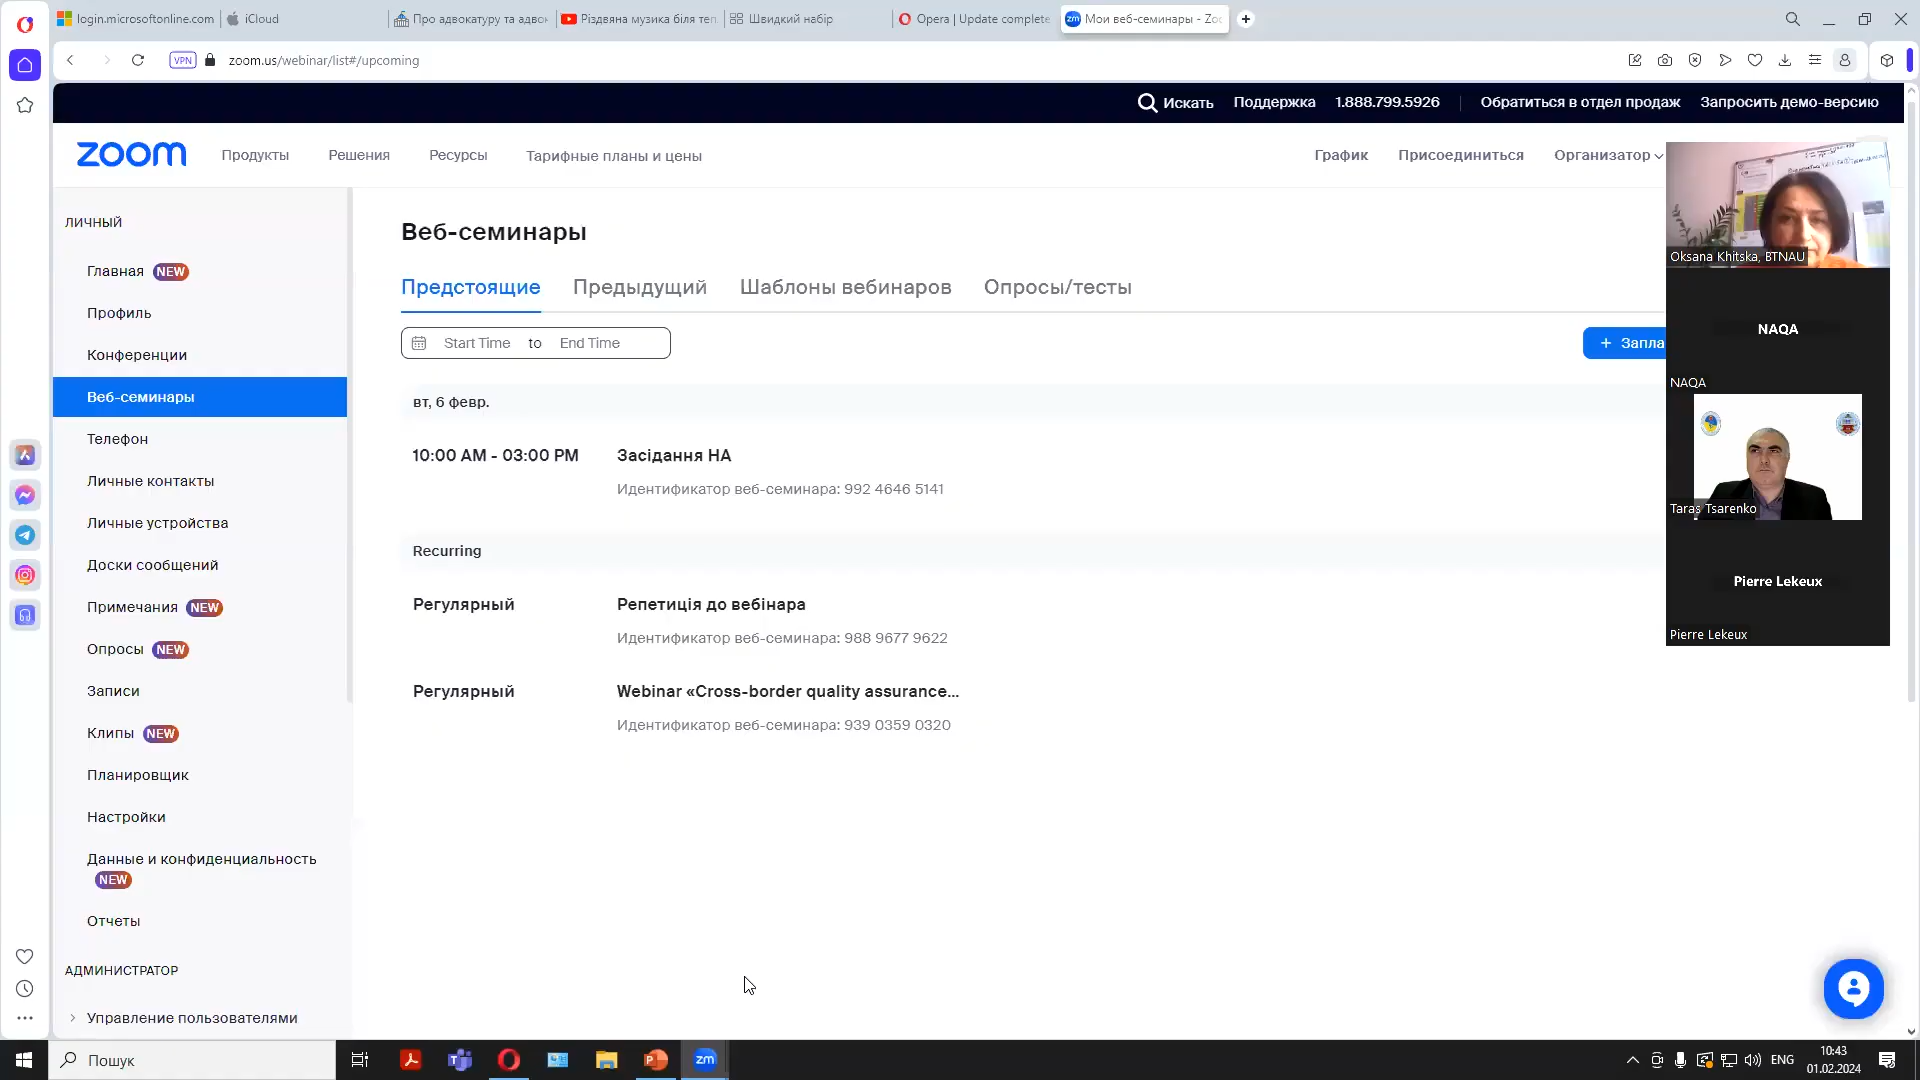 login.microsoftonline.com
iCloud
Про адвокатуру та адвок
Різдвяна музика біля теп
Швидкий набір
Opera | Update complete
Мои веб-семинары - Zoo
VPN
zoom.us/webinar/list#/upcoming
Искать
Поддержка
1.888.799.5926
Обратиться в отдел продаж
Запросить демо-версию
zoom
Продукты
Решения
Ресурсы
Тарифные планы и цены
График
Присоединиться
Организатор
ЛИЧНЫЙ
Главная NEW
Профиль
Конференции
Веб-семинары
Телефон
Личные контакты
Личные устройства
Доски сообщений
Примечания NEW
Опросы NEW
Записи
Клипы NEW
Планировщик
Настройки
Данные и конфиденциальность
NEW
Отчеты
АДМИНИСТРАТОР
Управление пользователями
Веб-семинары
Предстоящие
Предыдущий
Шаблоны вебинаров
Опросы/тесты
Start Time to End Time
+ Запла
вт, 6 февр.
10:00 AM - 03:00 PM
Засідання НА
Идентификатор веб-семинара: 992 4646 5141
Recurring
Регулярный
Репетиція до вебінара
Идентификатор веб-семинара: 988 9677 9622
Регулярный
Webinar «Cross-border quality assurance...
Идентификатор веб-семинара: 939 0359 0320
Oksana Khitska, BTNAU
NAQA
NAQA
Taras Tsarenko
Pierre Lekeux
Pierre Lekeux
Пошук
zm
ENG
10:43
01.02.2024